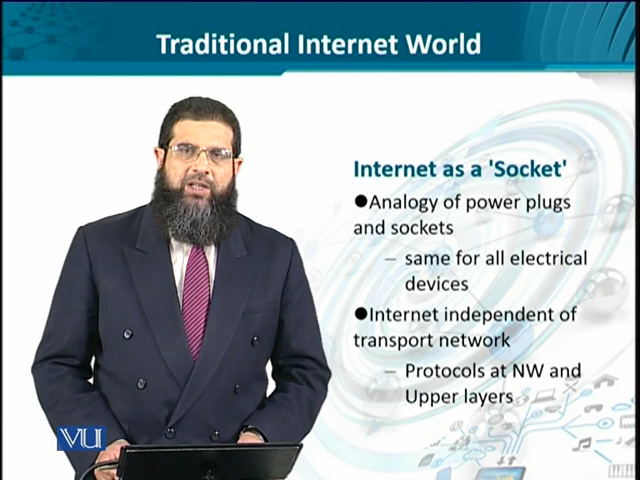 Traditional Internet World
Internet as a 'Socket'
●Analogy of power plugs
and sockets
– same for all electrical
devices
●Internet independent of
transport network
– Protocols at NW and
Upper layers
VU